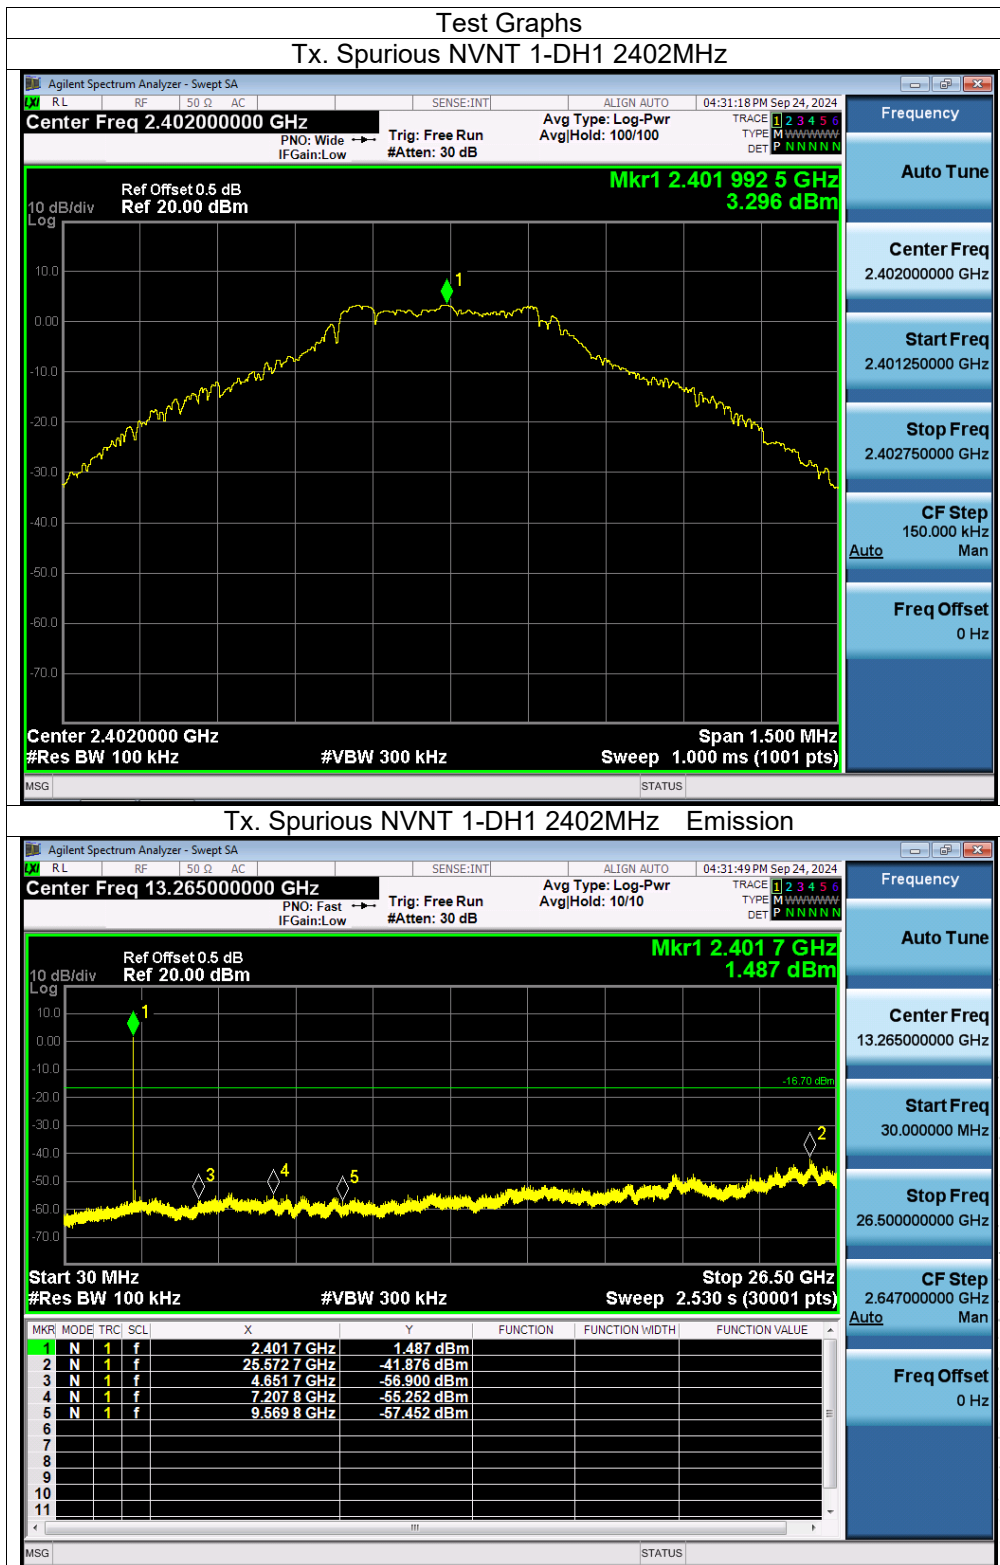 Test Graphs
Tx. Spurious NVNT 1-DH1 2402MHz
Agilent Spectrum Analyzer - Swept SA
LXI RL RF 50 Ω AC SENSE:INT ALIGN AUTO 04:31:18 PM Sep 24, 2024
Center Freq 2.402000000 GHz
PNO: Wide
IFGain:Low
Trig: Free Run
#Atten: 30 dB
Avg Type: Log-Pwr
Avg|Hold: 100/100
TRACE 1 2 3 4 5 6
TYPE M WWWWW
DET P N N N N N
Mkr1 2.401 992 5 GHz
3.296 dBm
Ref Offset 0.5 dB
10 dB/div Ref 20.00 dBm
Log
10.0
0.00
-10.0
-20.0
-30.0
-40.0
-50.0
-60.0
-70.0
1
Center 2.4020000 GHz Span 1.500 MHz
#Res BW 100 kHz #VBW 300 kHz Sweep 1.000 ms (1001 pts)
MSG STATUS
Frequency
Auto Tune
Center Freq
2.402000000 GHz
Start Freq
2.401250000 GHz
Stop Freq
2.402750000 GHz
CF Step
150.000 kHz
Auto Man
Freq Offset
0 Hz
Tx. Spurious NVNT 1-DH1 2402MHz Emission
Agilent Spectrum Analyzer - Swept SA
LXI RL RF 50 Ω AC SENSE:INT ALIGN AUTO 04:31:49 PM Sep 24, 2024
Center Freq 13.265000000 GHz
PNO: Fast
IFGain:Low
Trig: Free Run
#Atten: 30 dB
Avg Type: Log-Pwr
Avg|Hold: 10/10
TRACE 1 2 3 4 5 6
TYPE M WWWWW
DET P N N N N N
Mkr1 2.401 7 GHz
1.487 dBm
Ref Offset 0.5 dB
10 dB/div Ref 20.00 dBm
Log
10.0
0.00
-10.0
-20.0
-30.0
-40.0
-50.0
-60.0
-70.0
1
-16.70 dBm
2
3
4
5
Start 30 MHz Stop 26.50 GHz
#Res BW 100 kHz #VBW 300 kHz Sweep 2.530 s (30001 pts)
MKR MODE TRC SCL X Y FUNCTION FUNCTION WIDTH FUNCTION VALUE
1 N 1 f 2.401 7 GHz 1.487 dBm
2 N 1 f 25.572 7 GHz -41.876 dBm
3 N 1 f 4.651 7 GHz -56.900 dBm
4 N 1 f 7.207 8 GHz -55.252 dBm
5 N 1 f 9.569 8 GHz -57.452 dBm
6
7
8
9
10
11
MSG STATUS
Frequency
Auto Tune
Center Freq
13.265000000 GHz
Start Freq
30.000000 MHz
Stop Freq
26.500000000 GHz
CF Step
2.647000000 GHz
Auto Man
Freq Offset
0 Hz